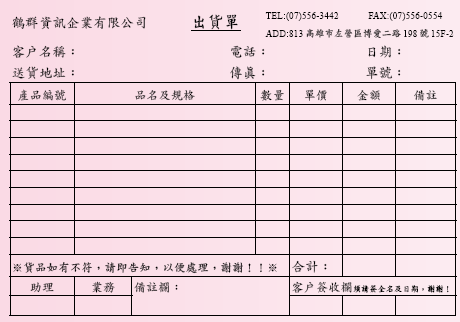 鶴群資訊企業有限公司 出貨單 TEL:(07)556-3442 FAX:(07)556-0554
ADD:813 高雄市左營區博愛二路 198 號 15F-2
客戶名稱： 電話： 日期：
送貨地址： 傳真： 單號：
產品編號 品名及規格 數量 單價 金額 備註
※貨品如有不符，請即告知，以便處理，謝謝！！※ 合計：
助理 業務 備註欄： 客戶簽收欄須請簽全名及日期，謝謝！